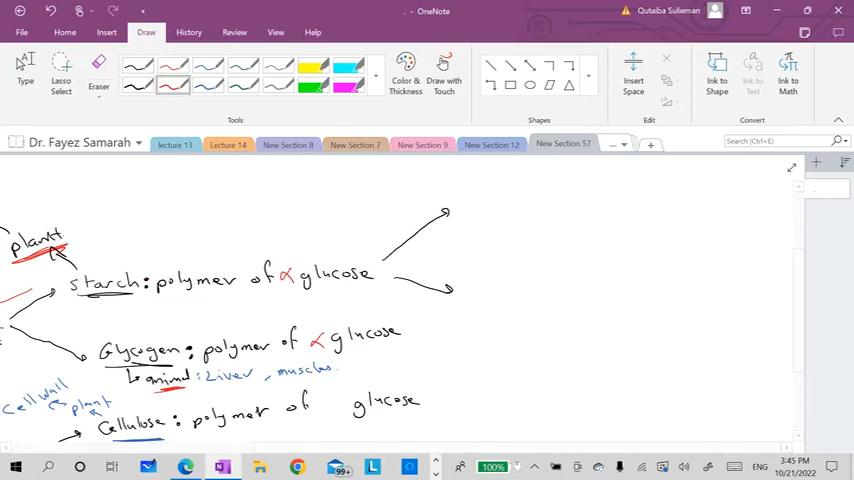 . - OneNote
Qutaiba Sulieman
File Home Insert Draw History Review View Help
Type
Lasso Select
Eraser
Color & Thickness
Draw with Touch
Insert Space
Ink to Shape
Ink to Text
Ink to Math
Tools
Shapes
Edit
Convert
Dr. Fayez Samarah
lecture 13
Lecture 14
New Section 8
New Section 7
New Section 9
New Section 12
New Section 57
Search (Ctrl+E)
plant
starch : polymer of α glucose
Glycogen : polymer of α glucose
animal : Liver , muscles.
Cell wall
plant
Cellulose : polymer of glucose
99+
100%
ENG
3:45 PM
10/21/2022